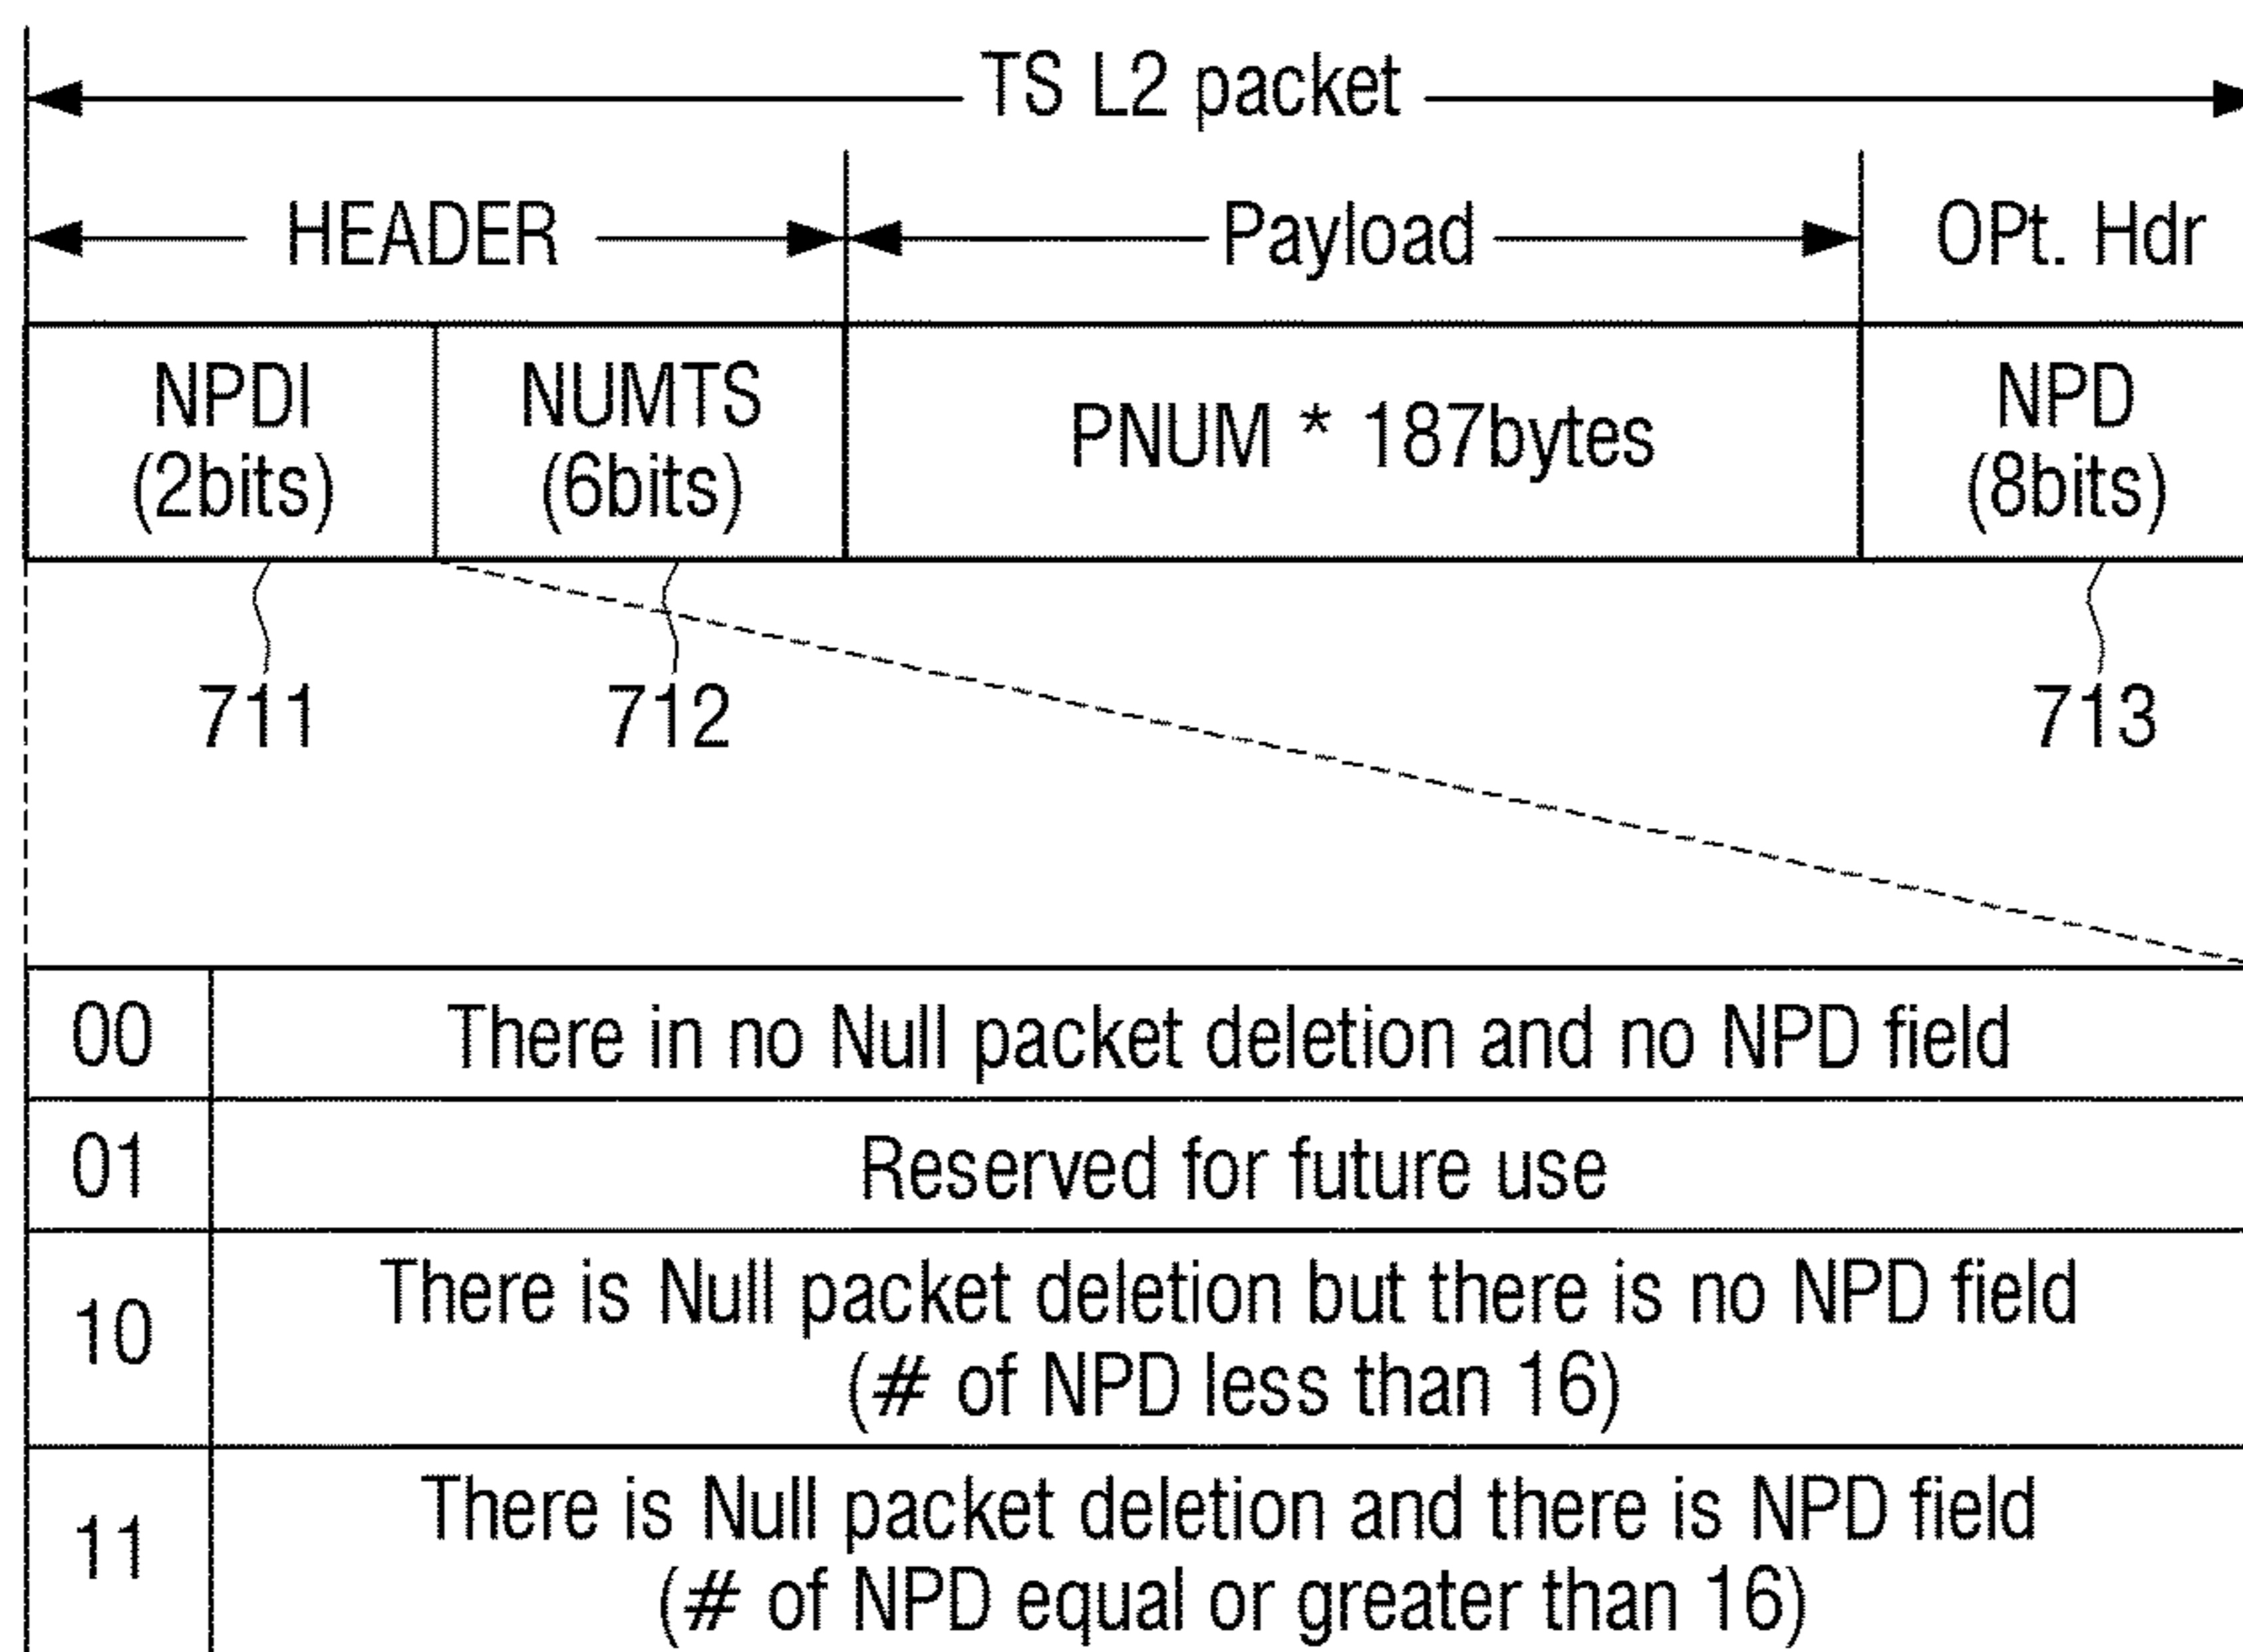 TS L2 packet
HEADER
Payload
OPt. Hdr
NPDI
(2bits)
NUMTS
(6bits)
PNUM * 187bytes
NPD
(8bits)
711
712
713
00
There in no Null packet deletion and no NPD field
01
Reserved for future use
10
There is Null packet deletion but there is no NPD field
(# of NPD less than 16)
11
There is Null packet deletion and there is NPD field
(# of NPD equal or greater than 16)